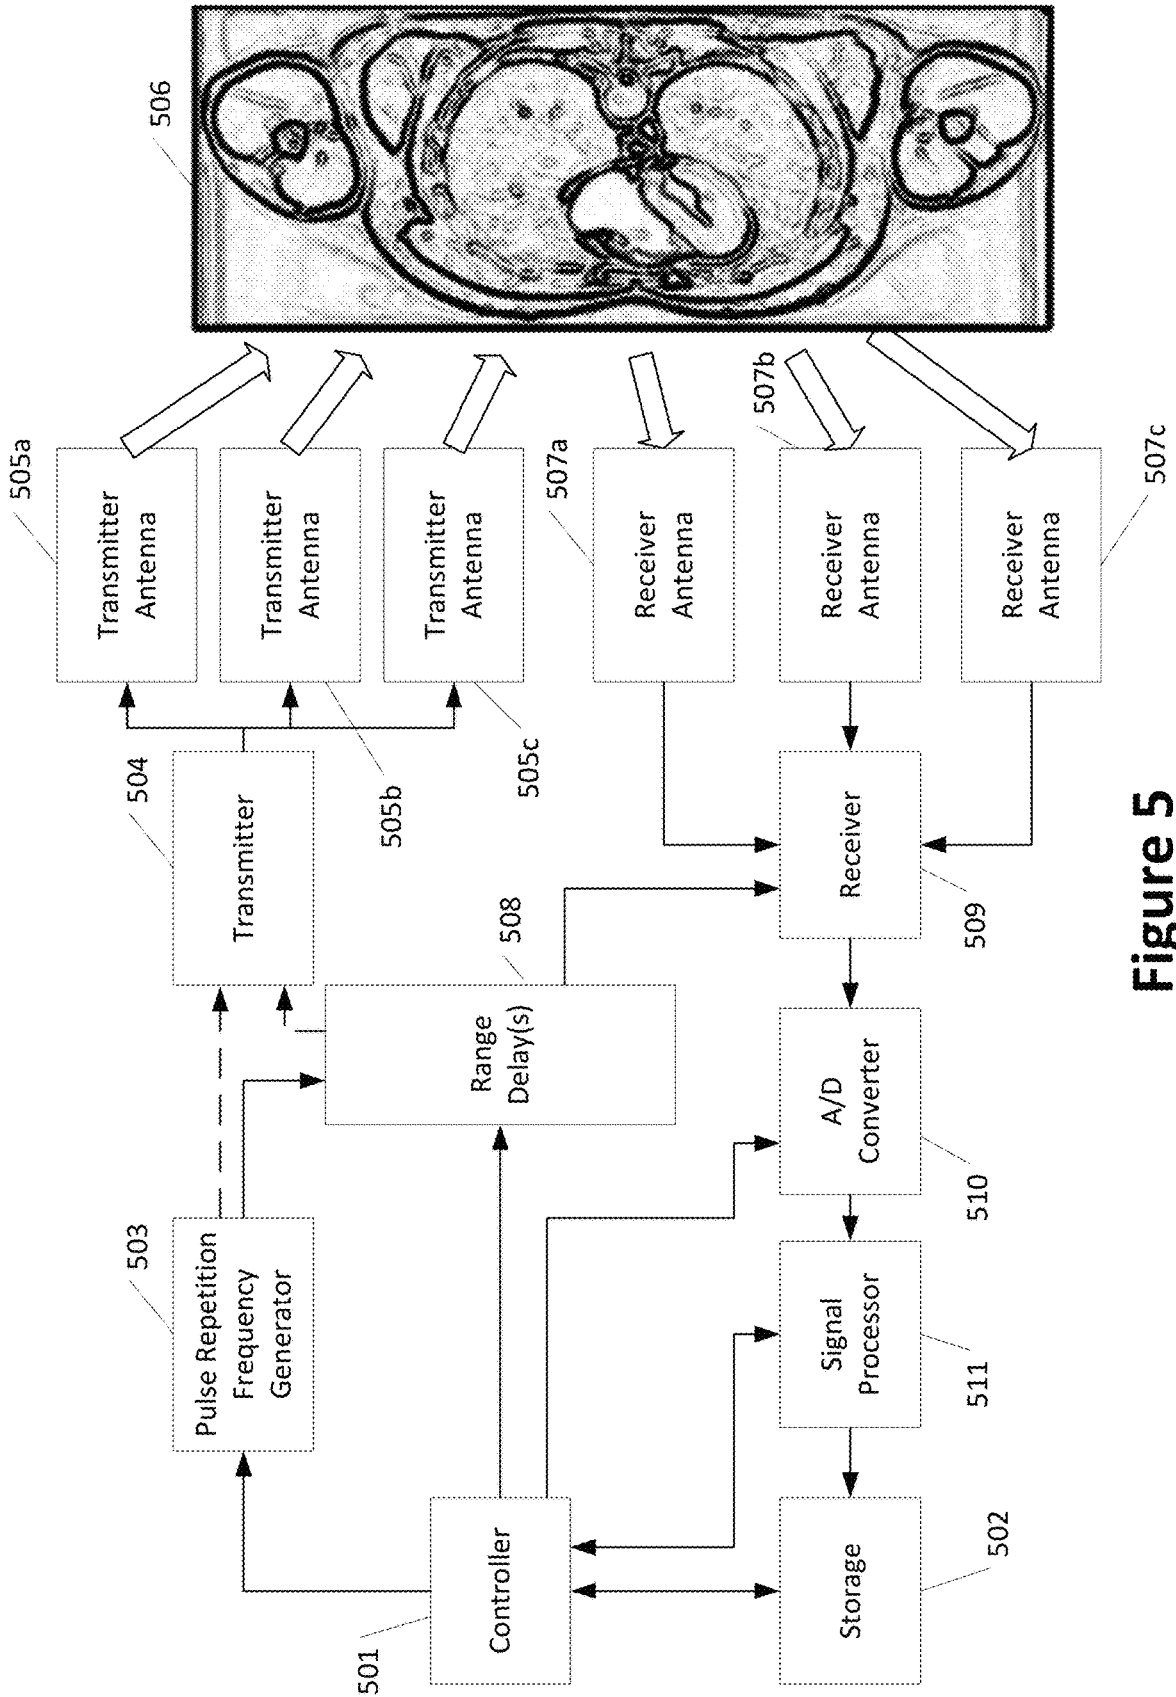 501
Controller
Storage
502
503
Pulse Repetition
Frequency
Generator
Signal
Processor
511
A/D
Converter
510
Range
Delay(s)
508
504
Transmitter
Receiver
509
505a
Transmitter
Antenna
Transmitter
Antenna
505b
Transmitter
Antenna
505c
Receiver
Antenna
507a
Receiver
Antenna
507b
Receiver
Antenna
507c
506
Figure 5